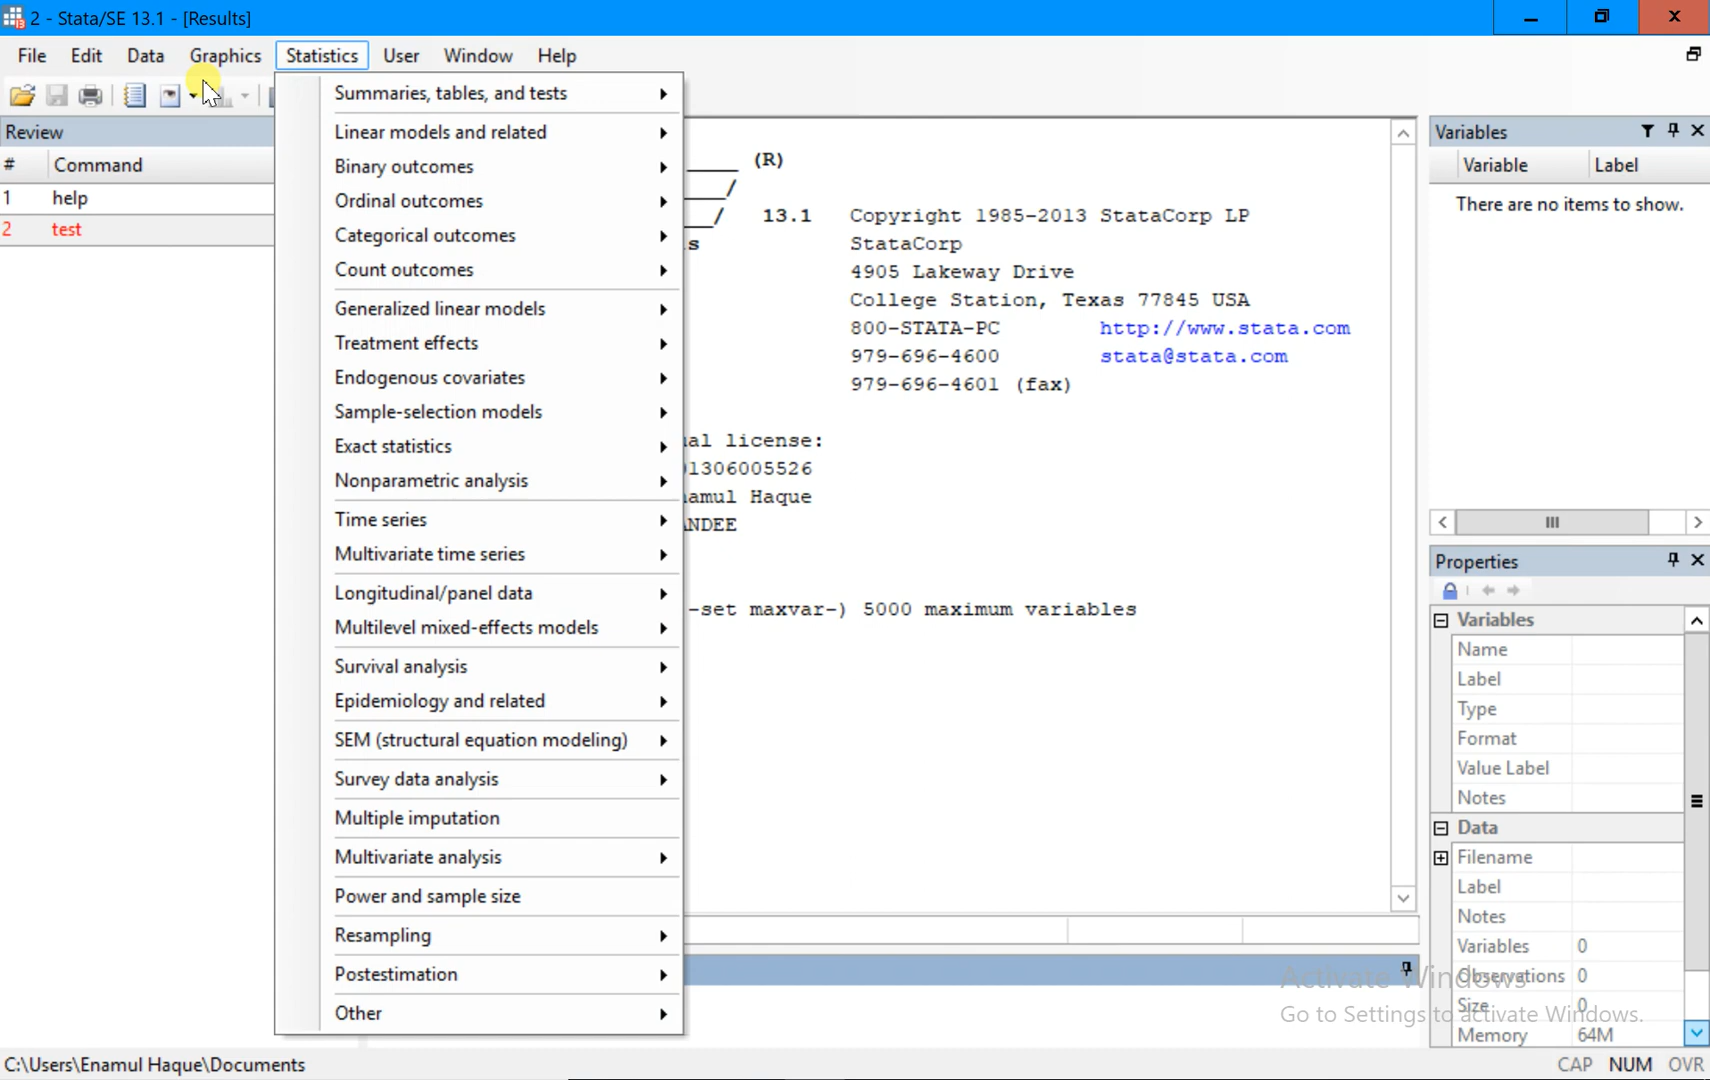 2 - Stata/SE 13.1 - [Results]
File Edit Data Graphics Statistics User Window Help
Review
# Command
1 help
2 test
Summaries, tables, and tests
Linear models and related
Binary outcomes
Ordinal outcomes
Categorical outcomes
Count outcomes
Generalized linear models
Treatment effects
Endogenous covariates
Sample-selection models
Exact statistics
Nonparametric analysis
Time series
Multivariate time series
Longitudinal/panel data
Multilevel mixed-effects models
Survival analysis
Epidemiology and related
SEM (structural equation modeling)
Survey data analysis
Multiple imputation
Multivariate analysis
Power and sample size
Resampling
Postestimation
Other
(R)
13.1 Copyright 1985-2013 StataCorp LP
s StataCorp
4905 Lakeway Drive
College Station, Texas 77845 USA
800-STATA-PC http://www.stata.com
979-696-4600 stata@stata.com
979-696-4601 (fax)
al license:
1306005526
amul Haque
NDEE
-set maxvar-) 5000 maximum variables
Variables
Variable Label
There are no items to show.
Properties
Variables
Name
Label
Type
Format
Value Label
Notes
Data
Filename
Label
Notes
Variables 0
Observations 0
Size 0
Memory 64M
Activate Windows
Go to Settings to activate Windows.
C:\Users\Enamul Haque\Documents
CAP NUM OVR